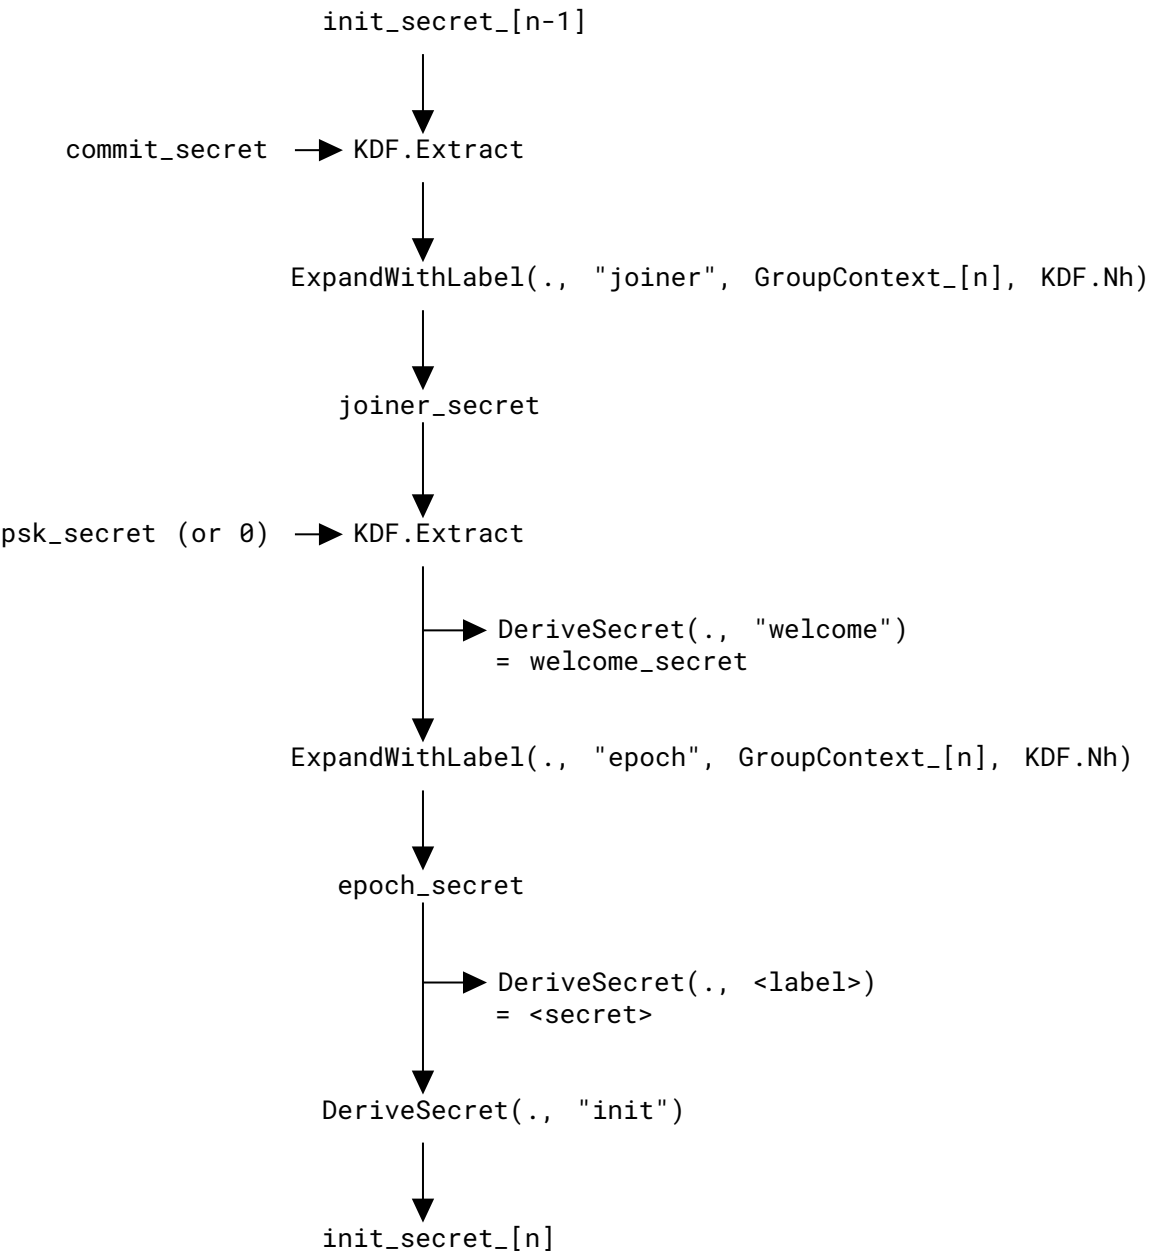 init_secret_[n-1]
commit_secret KDF.Extract
ExpandWithLabel(., "joiner", GroupContext_[n], KDF.Nh)
joiner_secret
psk_secret (or 0) KDF.Extract
DeriveSecret(., "welcome")
= welcome_secret
ExpandWithLabel(., "epoch", GroupContext_[n], KDF.Nh)
epoch_secret
DeriveSecret(., <label>)
= <secret>
DeriveSecret(., "init")
init_secret_[n]